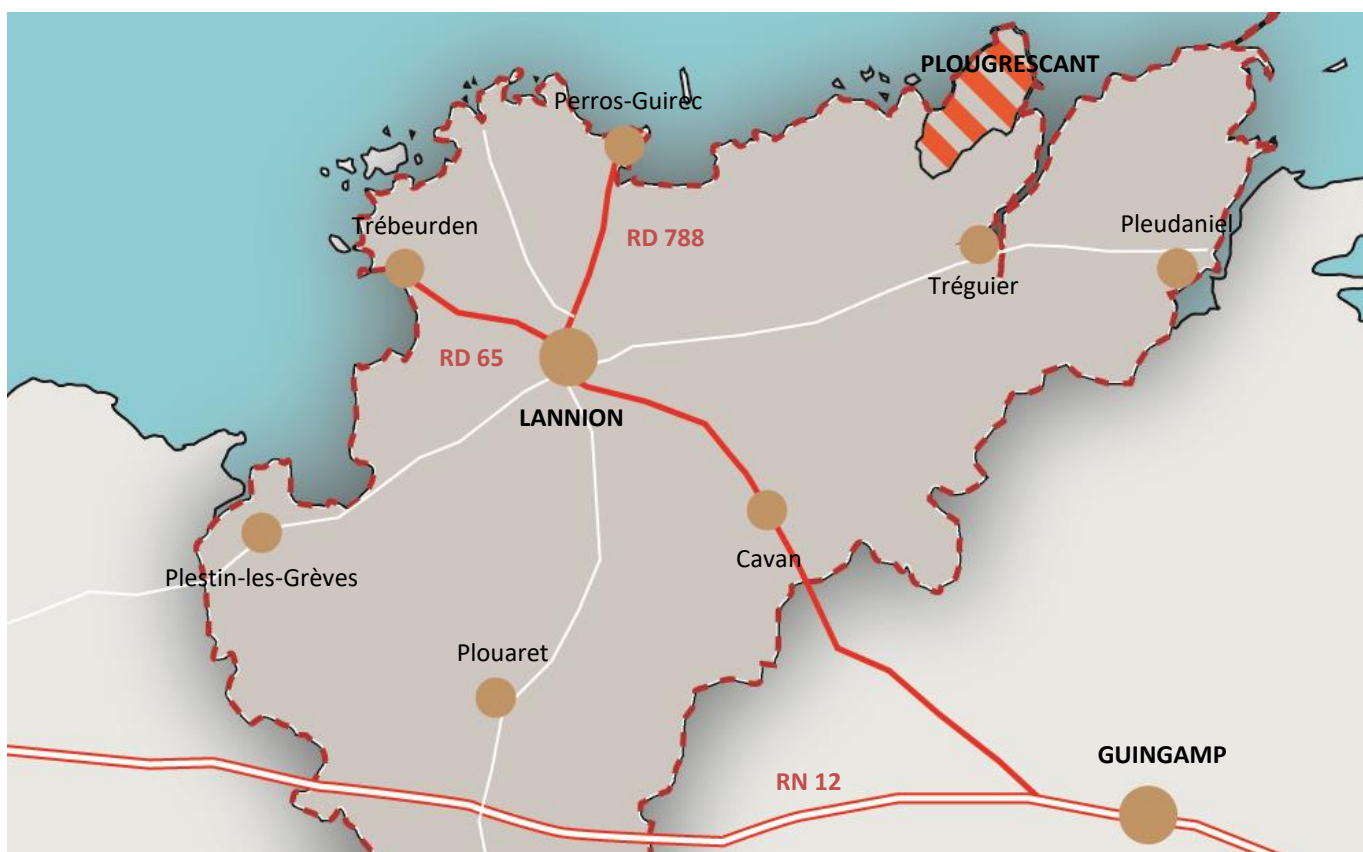 PLOUGRESCANT
Perros-Guirec
Trébeurden
RD 788
Pleudaniel
Tréguier
RD 65
LANNION
Cavan
Plestin-les-Grèves
Plouaret
GUINGAMP
RN 12